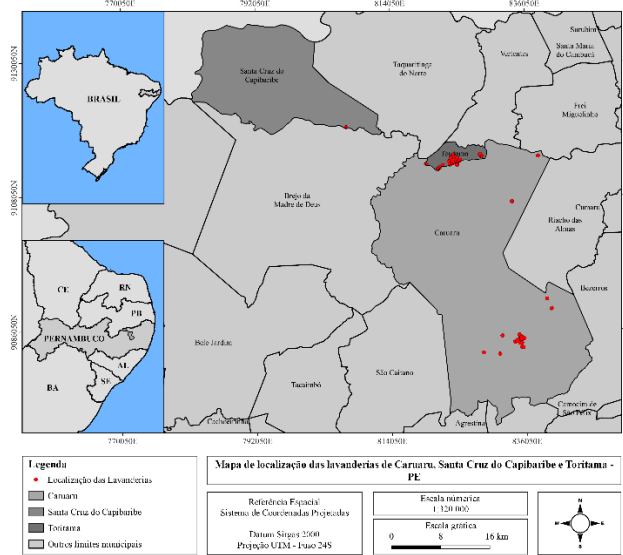 770050E 792050E 814050E 836050E
9130050N
9108050N
9086050N
BRASIL
CE
RN
PB
PERNAMBUCO
AL
SE
BA
Santa Cruz do Capibaribe
Taquaritinga do Norte
Vertentes
Surubim
Santa Maria do Cambucá
Frei Miguelinho
Toritama
Brejo da Madre de Deus
Caruaru
Caruaru
Riacho das Almas
Bezerros
Belo Jardim
Tacaimbó
São Caitano
Cachoeirinha
Agrestina
Camocim de São Félix
770050E 792050E 814050E 836050E
Legenda
Localização das Lavanderias
Caruaru
Santa Cruz do Capibaribe
Toritama
Outros limites municipais
Mapa de localização das lavanderias de Caruaru, Santa Cruz do Capibaribe e Toritama -
PE
Referência Espacial
Sistema de Coordenadas Projetadas
Datum Sirgas 2000
Projeção UTM - Fuso 24S
Escala númerica
1:320.000
Escala gráfica
0 8 16 km
N
W E
S